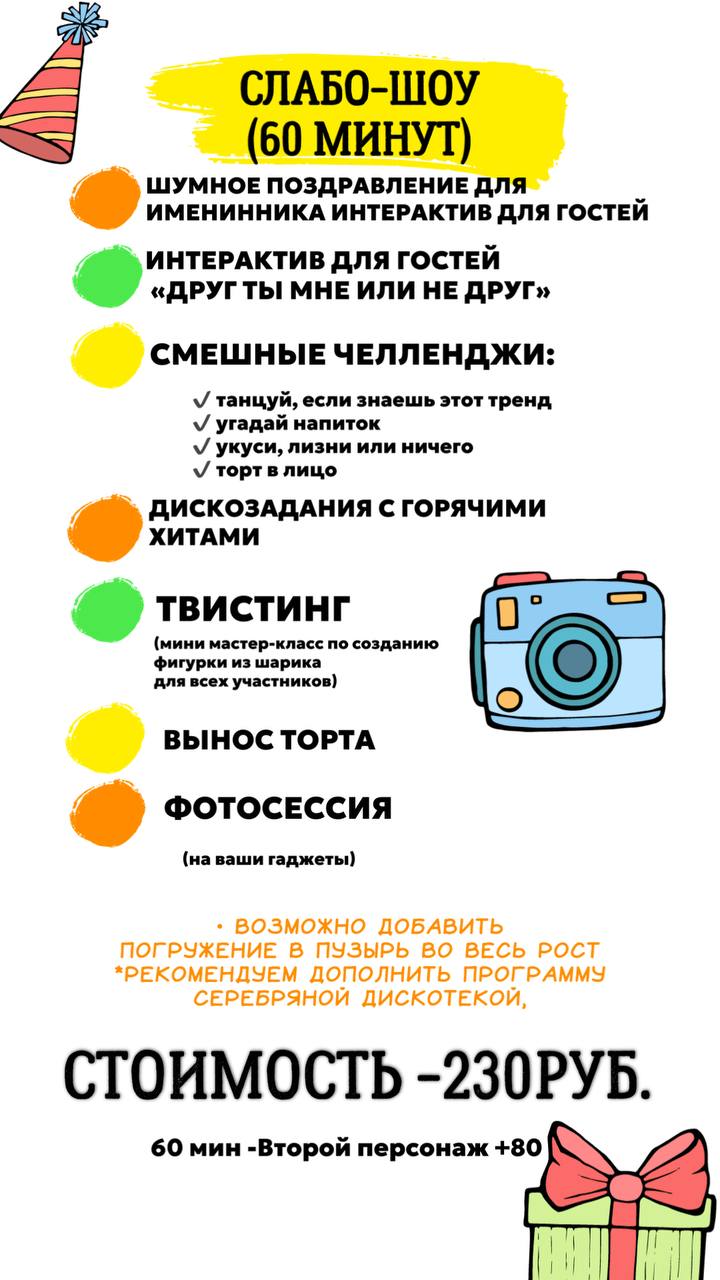 СЛАБО-ШОУ
(60 МИНУТ)
ШУМНОЕ ПОЗДРАВЛЕНИЕ ДЛЯ
ИМЕНИННИКА ИНТЕРАКТИВ ДЛЯ ГОСТЕЙ
ИНТЕРАКТИВ ДЛЯ ГОСТЕЙ
«ДРУГ ТЫ МНЕ ИЛИ НЕ ДРУГ»
СМЕШНЫЕ ЧЕЛЛЕНДЖИ:
✓ танцуй, если знаешь этот тренд
✓ угадай напиток
✓ укуси, лизни или ничего
✓ торт в лицо
ДИСКОЗАДАНИЯ С ГОРЯЧИМИ
ХИТАМИ
ТВИСТИНГ
(мини мастер-класс по созданию
фигурки из шарика
для всех участников)
ВЫНОС ТОРТА
ФОТОСЕССИЯ
(на ваши гаджеты)
• ВОЗМОЖНО ДОБАВИТЬ
ПОГРУЖЕНИЕ В ПУЗЫРЬ ВО ВЕСЬ РОСТ
*РЕКОМЕНДУЕМ ДОПОЛНИТЬ ПРОГРАММУ
СЕРЕБРЯНОЙ ДИСКОТЕКОЙ,
СТОИМОСТЬ -230РУБ.
60 мин -Второй персонаж +80